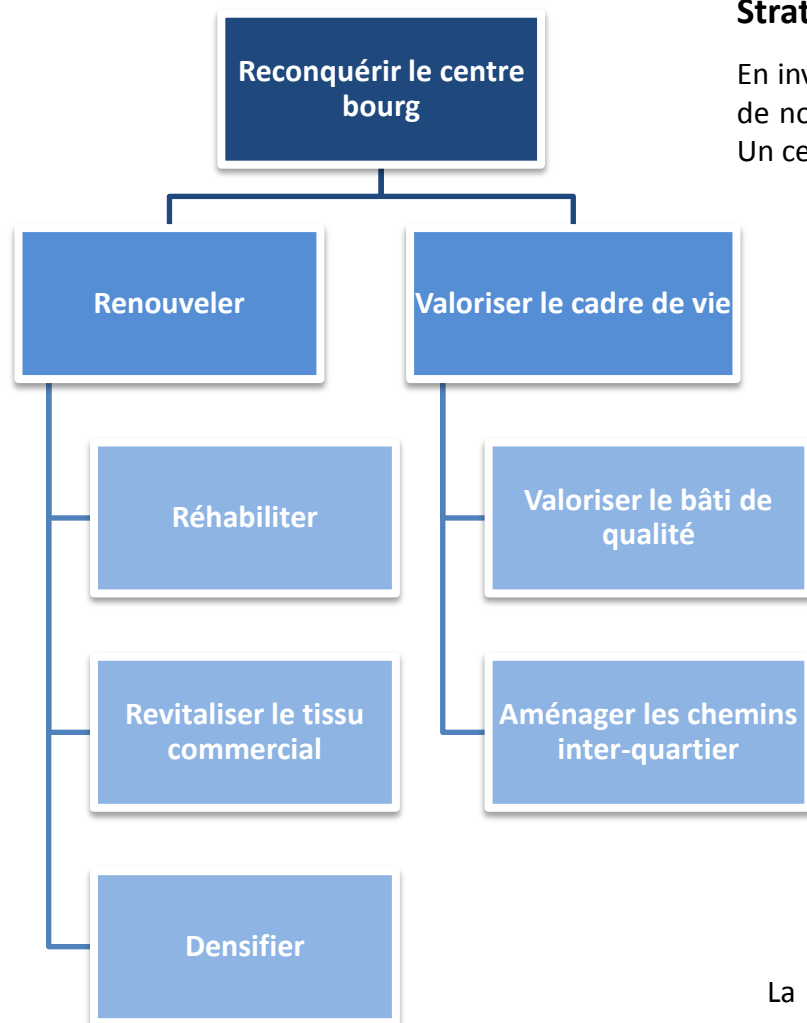 Reconquérir le centre
bourg
Renouveler
Valoriser le cadre de vie
Réhabiliter
Valoriser le bâti de
qualité
Revitaliser le tissu
commercial
Aménager les chemins
inter-quartier
Densifier
Strat
En inv
de no
Un ce
La